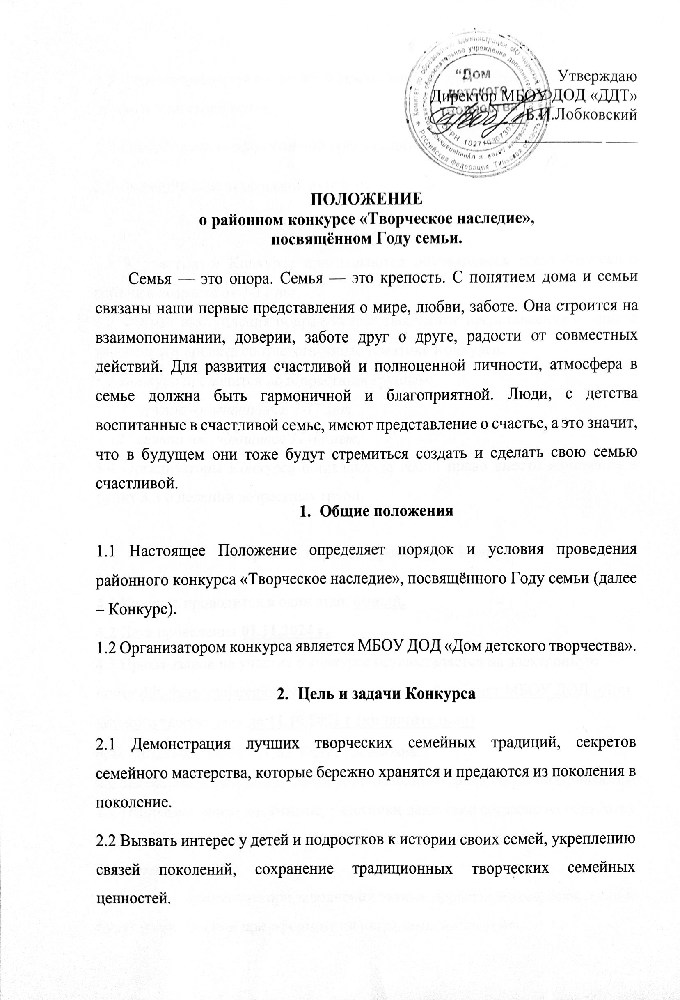 Утверждаю
Директор МБОУ ДОД «ДДТ»
В.И.Лобковский
“Дом
детского
творчества
ПОЛОЖЕНИЕ
о районном конкурсе «Творческое наследие»,
посвящённом Году семьи.
Семья — это опора. Семья — это крепость. С понятием дома и семьи
связаны наши первые представления о мире, любви, заботе. Она строится на
взаимопонимании, доверии, заботе друг о друге, радости от совместных
действий. Для развития счастливой и полноценной личности, атмосфера в
семье должна быть гармоничной и благоприятной. Люди, с детства
воспитанные в счастливой семье, имеют представление о счастье, а это значит,
что в будущем они тоже будут стремиться создать и сделать свою семью
счастливой.
1. Общие положения
1.1 Настоящее Положение определяет порядок и условия проведения
районного конкурса «Творческое наследие», посвящённого Году семьи (далее
– Конкурс).
1.2 Организатором конкурса является МБОУ ДОД «Дом детского творчества».
2. Цель и задачи Конкурса
2.1 Демонстрация лучших творческих семейных традиций, секретов
семейного мастерства, которые бережно хранятся и предаются из поколения в
поколение.
2.2 Вызвать интерес у детей и подростков к истории своих семей, укреплению
связей поколений, сохранение традиционных творческих семейных
ценностей.